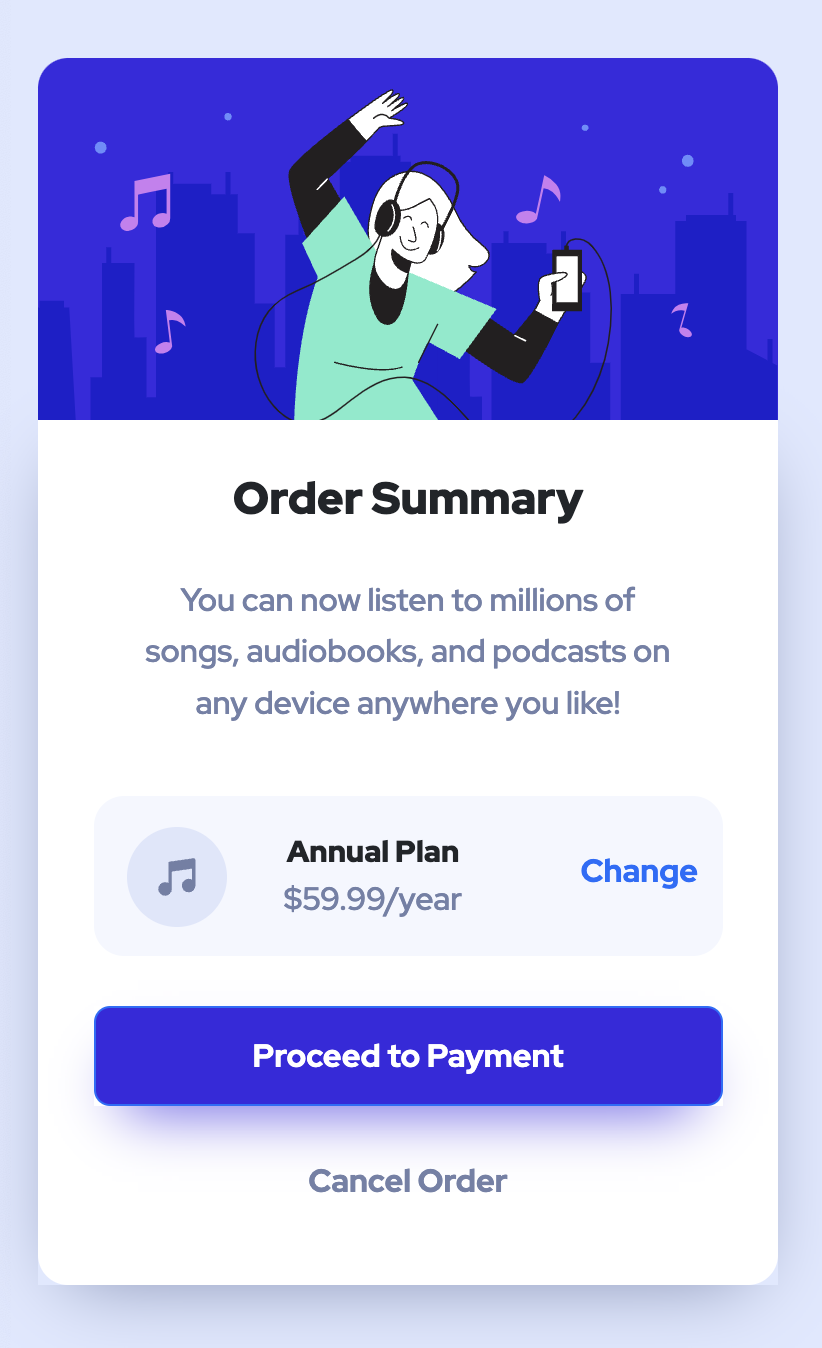 Order Summary
You can now listen to millions of
songs, audiobooks, and podcasts on
any device anywhere you like!
Annual Plan
$59.99/year
Change
Proceed to Payment
Cancel Order